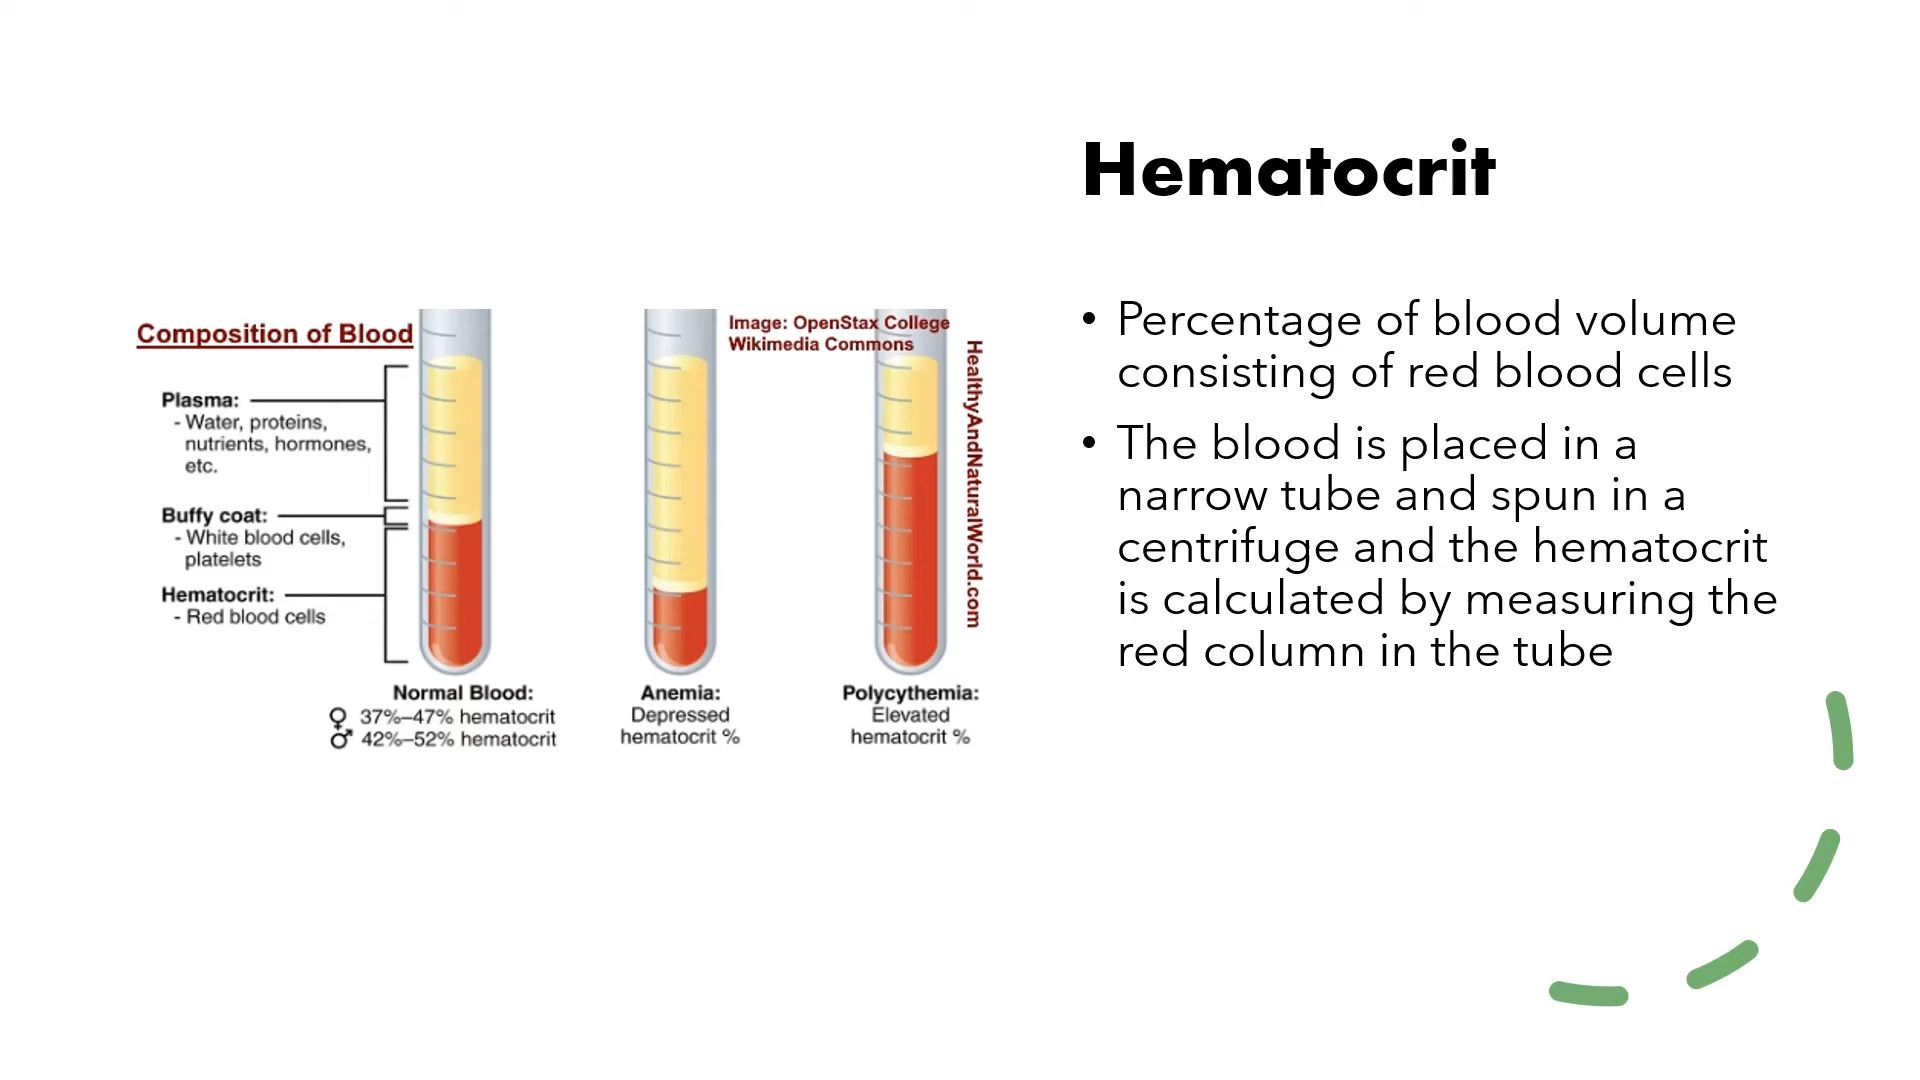 Hematocrit
Composition of Blood
Plasma:
- Water, proteins,
nutrients, hormones,
etc.
Buffy coat:
- White blood cells,
platelets
Hematocrit:
- Red blood cells
Normal Blood:
♀ 37%–47% hematocrit
♂ 42%–52% hematocrit
Anemia:
Depressed
hematocrit %
Image: OpenStax College
Wikimedia Commons
HealthyAndNaturalWorld.com
Polycythemia:
Elevated
hematocrit %
• Percentage of blood volume
consisting of red blood cells
• The blood is placed in a
narrow tube and spun in a
centrifuge and the hematocrit
is calculated by measuring the
red column in the tube